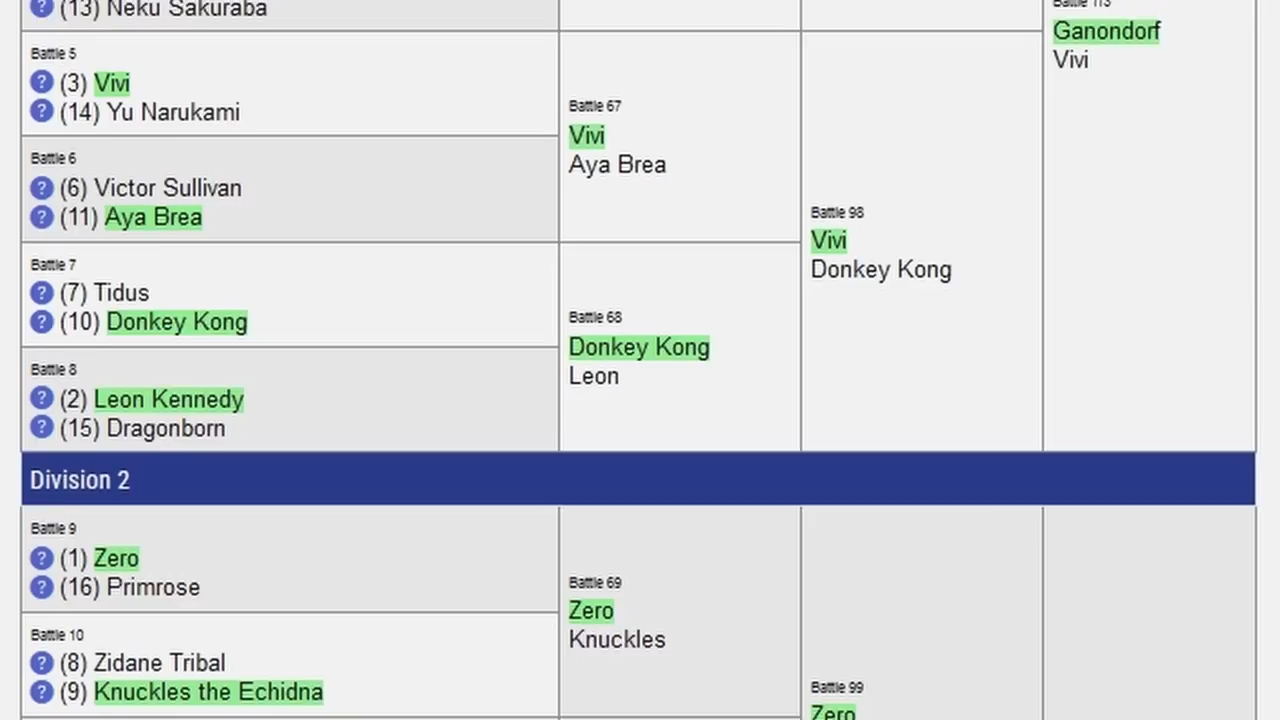 (13) Neku Sakuraba
Battle 5
? (3) Vivi
? (14) Yu Narukami
Battle 6
? (6) Victor Sullivan
? (11) Aya Brea
Battle 7
? (7) Tidus
? (10) Donkey Kong
Battle 8
? (2) Leon Kennedy
? (15) Dragonborn
Battle 67
Vivi
Aya Brea
Battle 68
Donkey Kong
Leon
Battle 98
Vivi
Donkey Kong
Battle 113
Ganondorf
Vivi
Division 2
Battle 9
? (1) Zero
? (16) Primrose
Battle 10
? (8) Zidane Tribal
? (9) Knuckles the Echidna
Battle 69
Zero
Knuckles
Battle 99
Zero